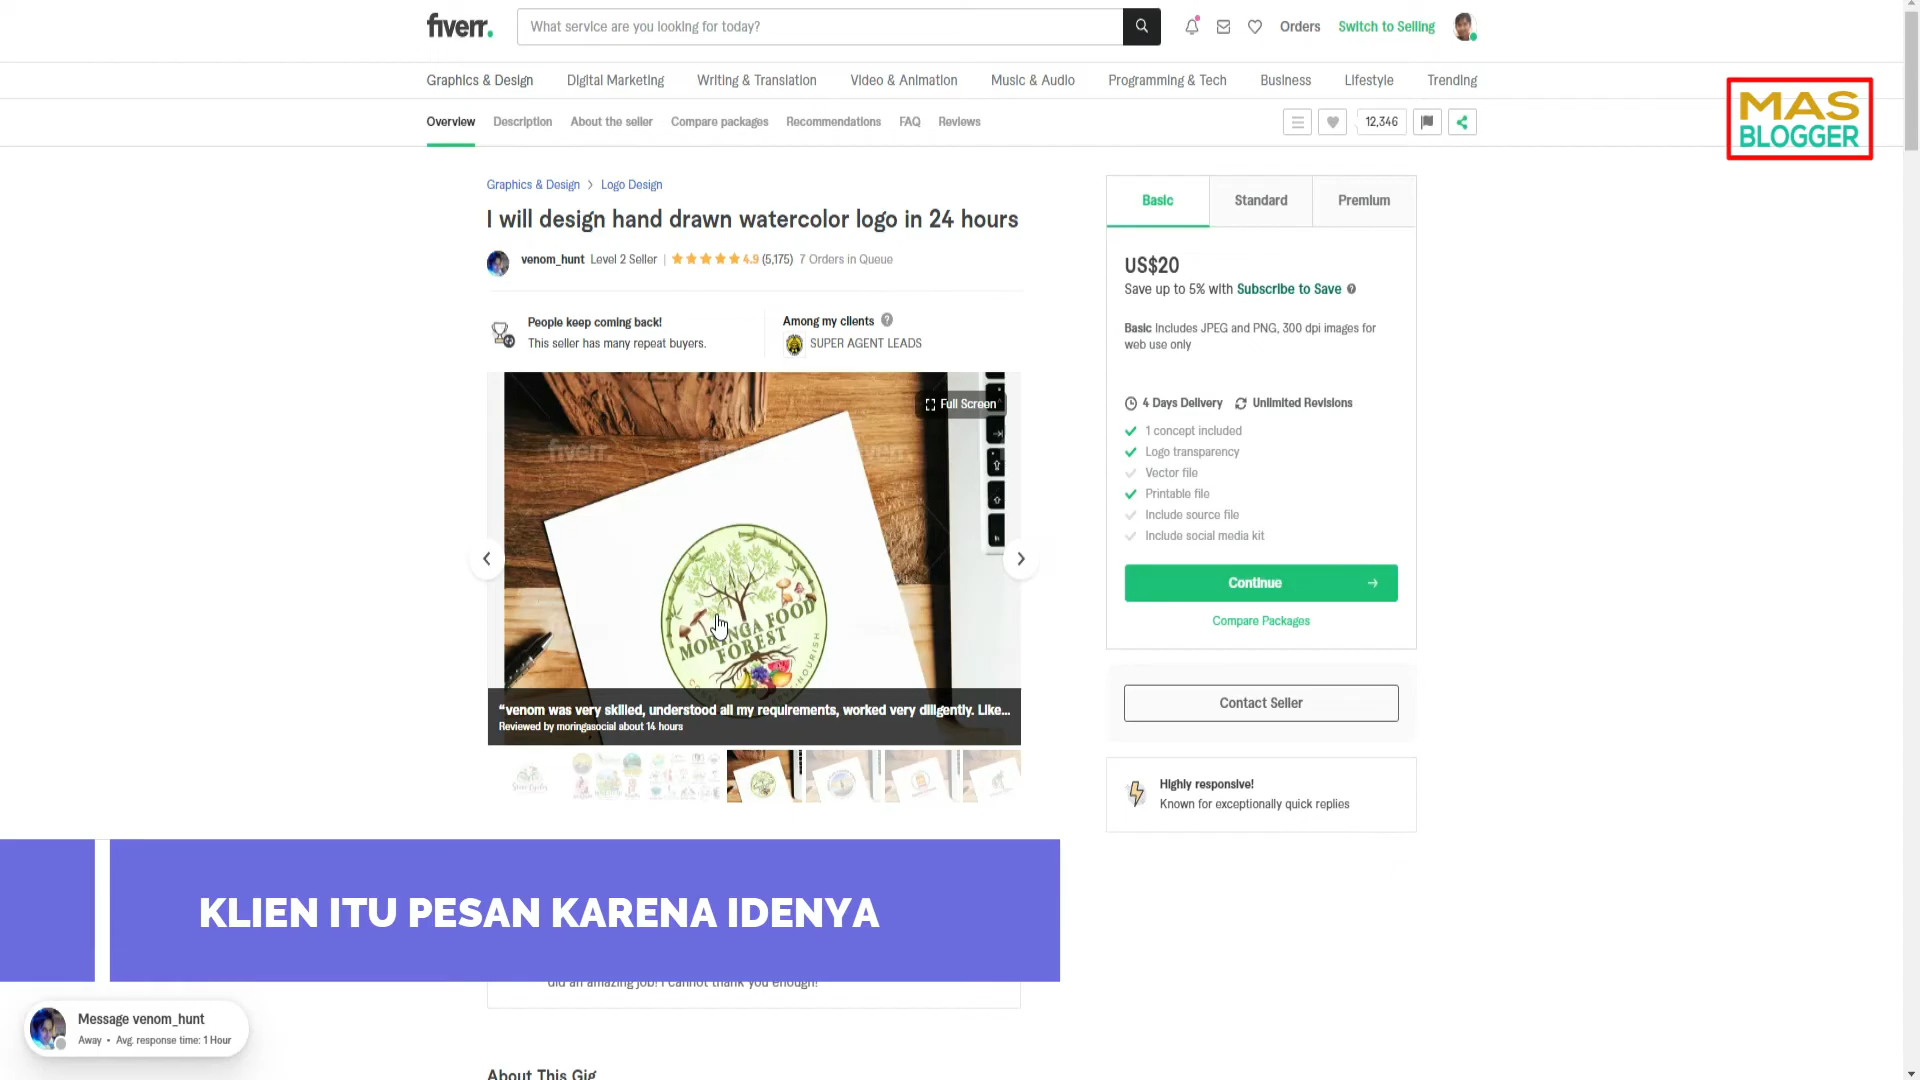 fiverr.
What service are you looking for today?
Orders
Switch to Selling
Graphics & Design
Digital Marketing
Writing & Translation
Video & Animation
Music & Audio
Programming & Tech
Business
Lifestyle
Trending
MAS
BLOGGER
Overview
Description
About the seller
Compare packages
Recommendations
FAQ
Reviews
12,346
Graphics & Design > Logo Design
I will design hand drawn watercolor logo in 24 hours
venom_hunt Level 2 Seller | 4.9 (5,175) 7 Orders in Queue
People keep coming back!
This seller has many repeat buyers.
Among my clients ?
SUPER AGENT LEADS
Full Screen
fiverr.
MORINGA FOOD
FOREST
"venom was very skilled, understood all my requirements, worked very diligently. Like...
Reviewed by moringasocial about 14 hours
Basic
Standard
Premium
US$20
Save up to 5% with Subscribe to Save ?
Basic Includes JPEG and PNG, 300 dpi images for
web use only
4 Days Delivery
Unlimited Revisions
1 concept included
Logo transparency
Vector file
Printable file
Include source file
Include social media kit
Continue →
Compare Packages
Contact Seller
Highly responsive!
Known for exceptionally quick replies
KLIEN ITU PESAN KARENA IDENYA
did an amazing job! I cannot thank you enough!
Message venom_hunt
Away • Avg. response time: 1 Hour
About This Gig